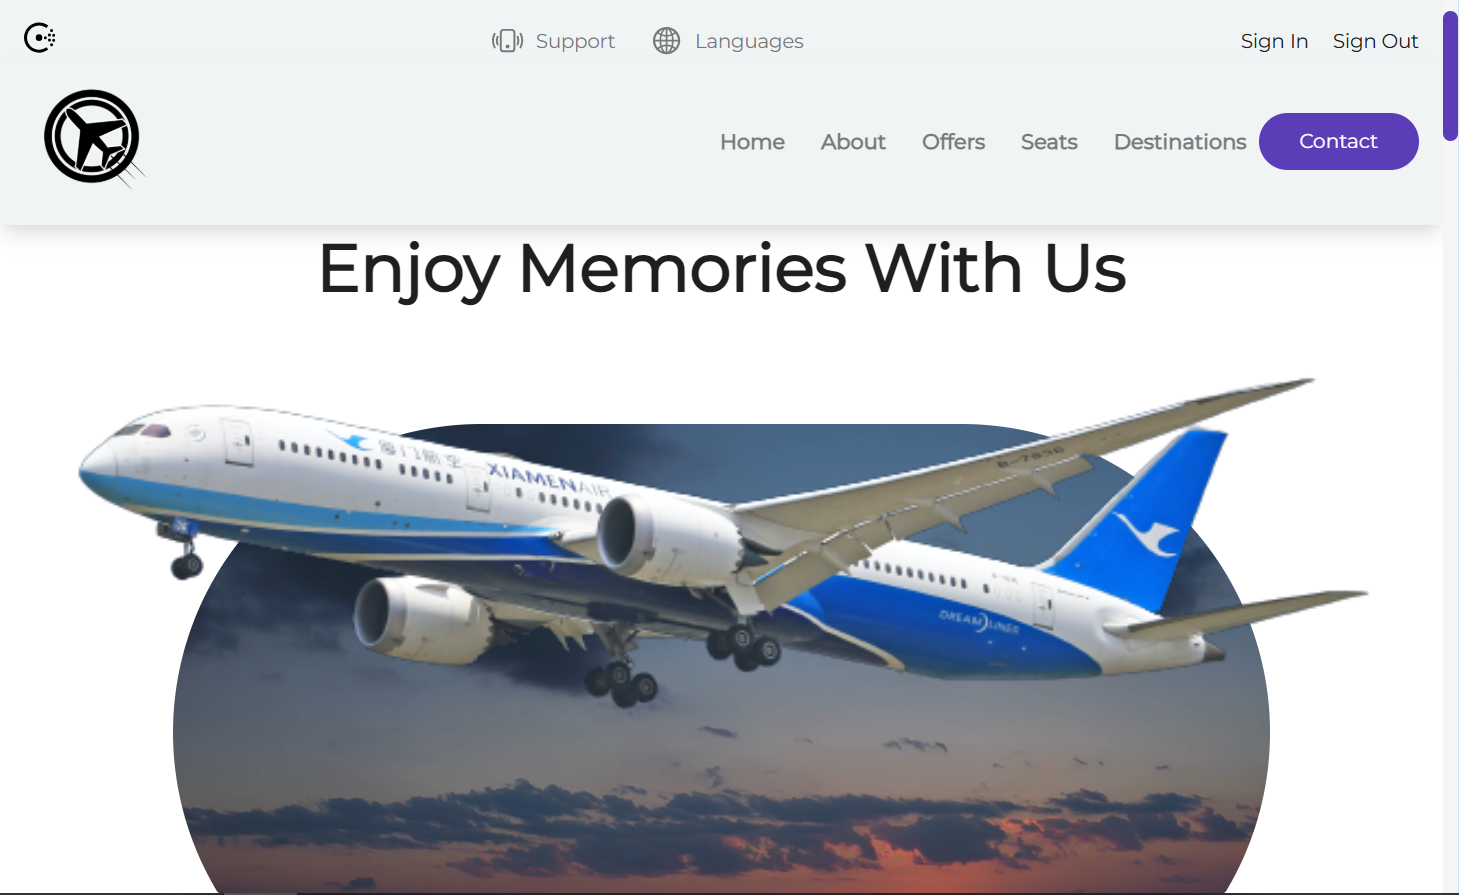 Support
Languages
Sign In
Sign Out
Home
About
Offers
Seats
Destinations
Contact
Enjoy Memories With Us
厦门航空 XIAMENAIR
B-7836
DREAMLINER